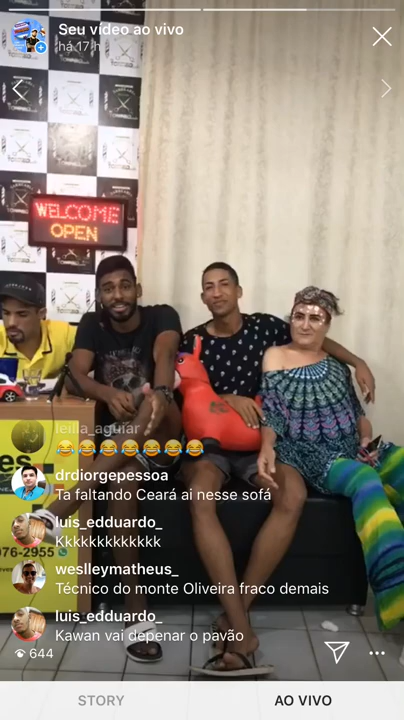 Seu vídeo ao vivo
há 17 h
WELCOME
OPEN
leilla_aguiar
😂😂😂😂😂😂😂
drdiorgepessoa
Ta faltando Ceará ai nesse sofá
luis_edduardo_
Kkkkkkkkkkkkk
976-2955
weslleymatheus_
Técnico do monte Oliveira fraco demais
luis_edduardo_
Kawan vai depenar o pavão
644
STORY
AO VIVO